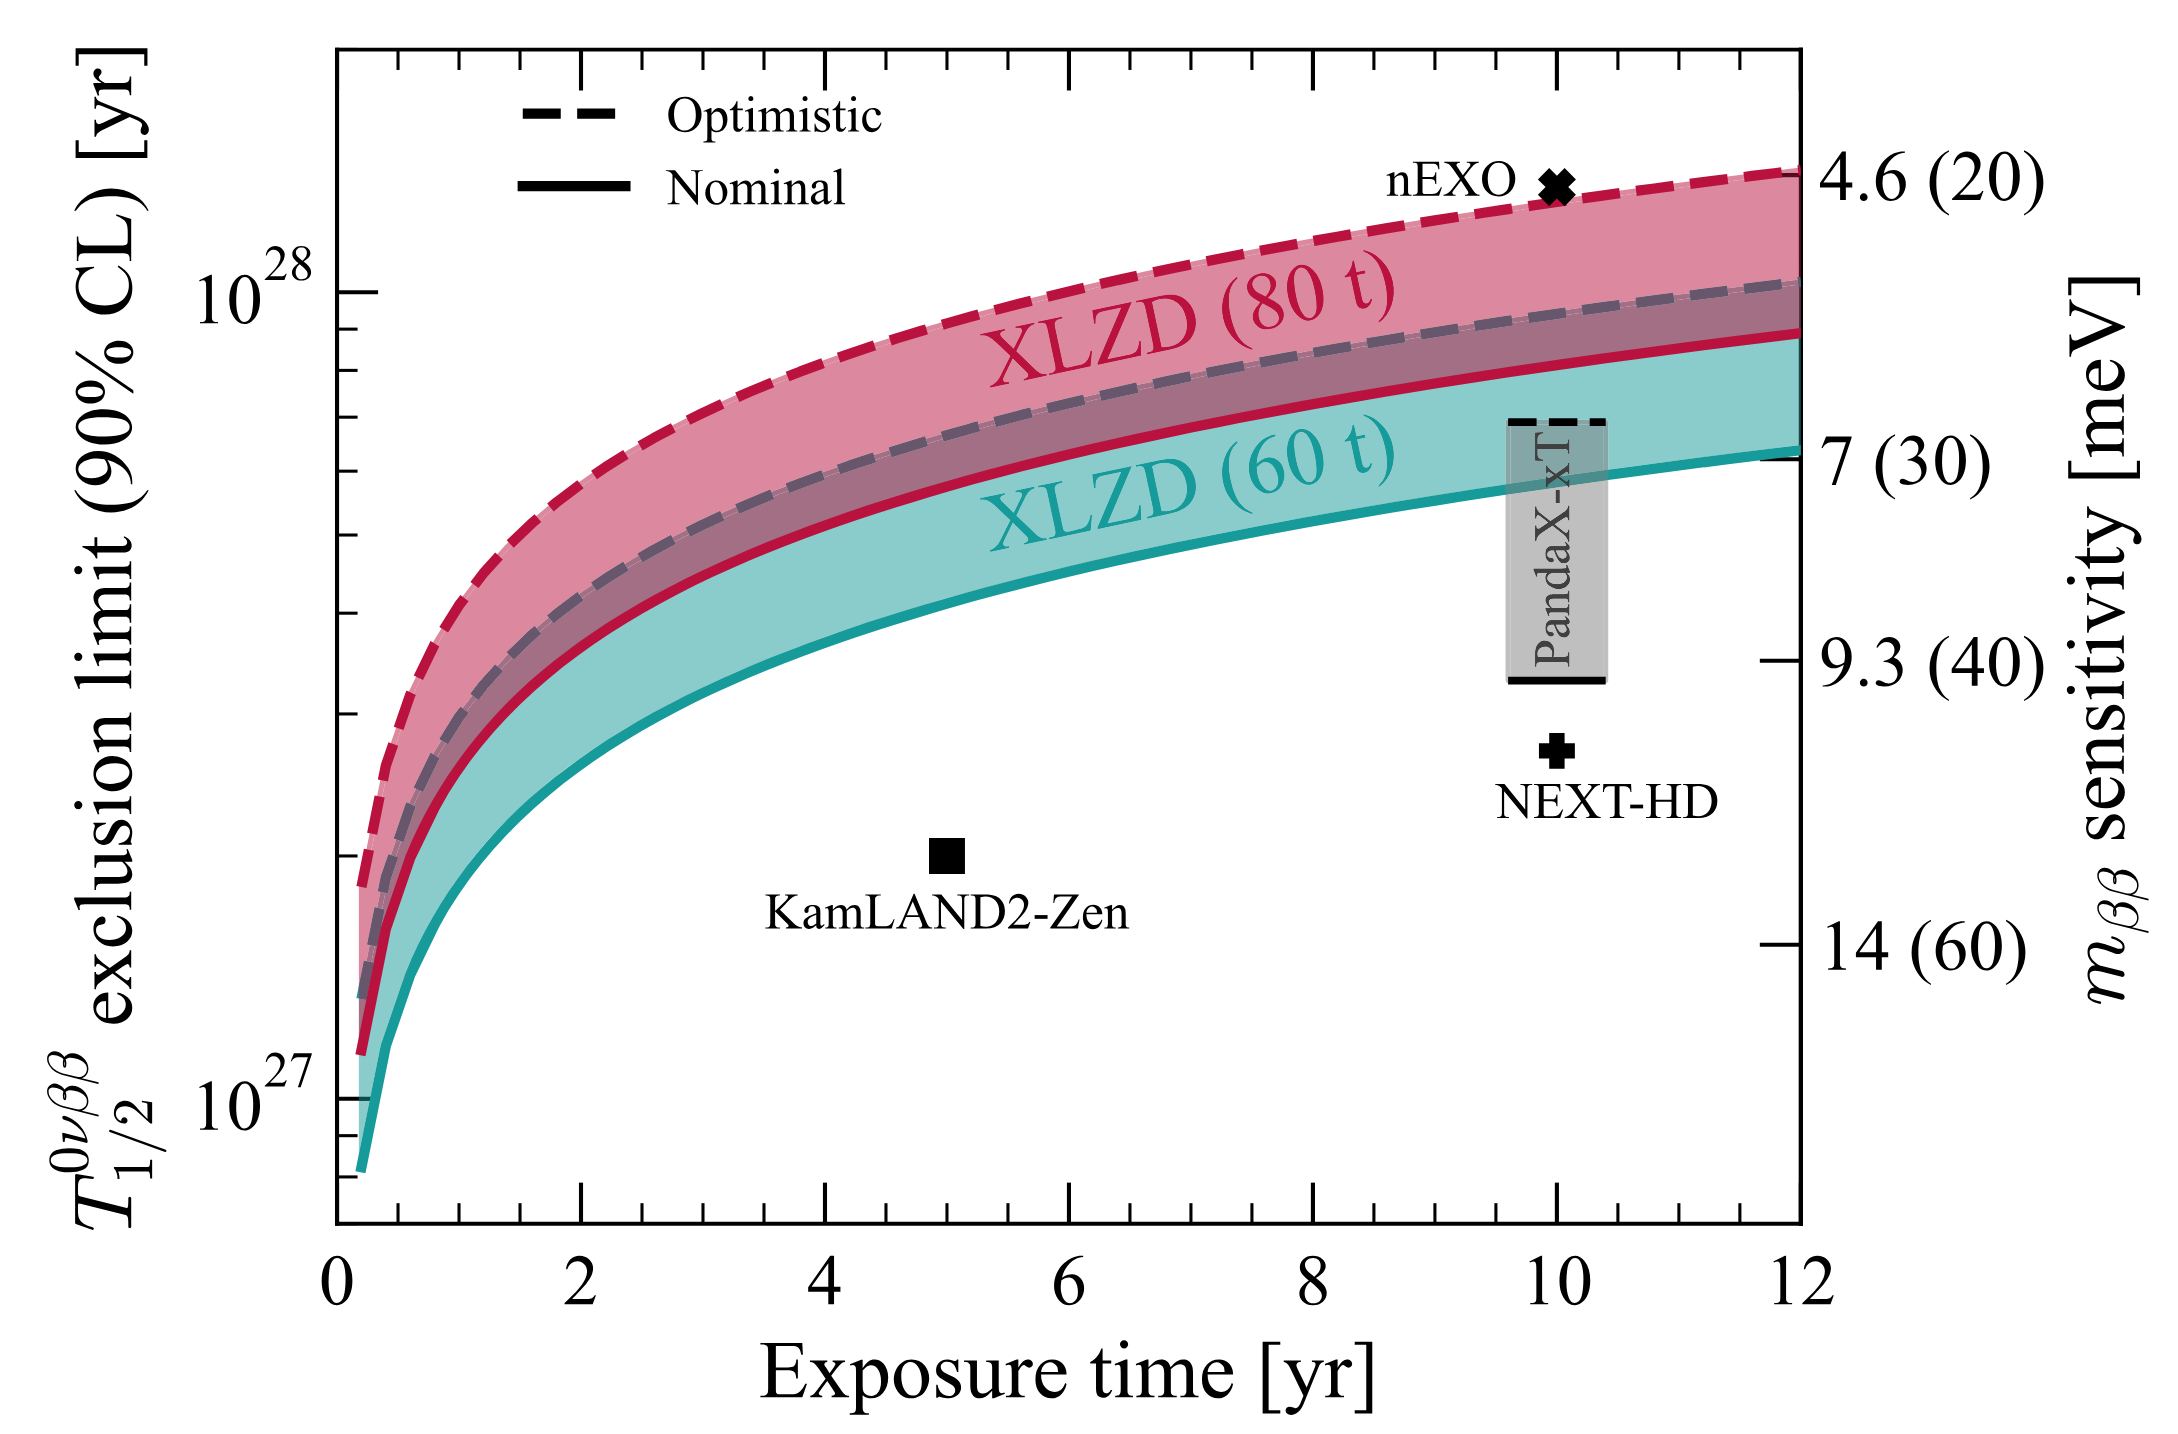 Optimistic
Nominal
nEXO
XLZD (80 t)
XLZD (60 t)
PandaX-xT
NEXT-HD
KamLAND2-Zen
10^28
10^27
T_{1/2}^{0νββ} exclusion limit (90% CL) [yr]
4.6 (20)
7 (30)
9.3 (40)
14 (60)
m_{ββ} sensitivity [meV]
0 2 4 6 8 10 12
Exposure time [yr]